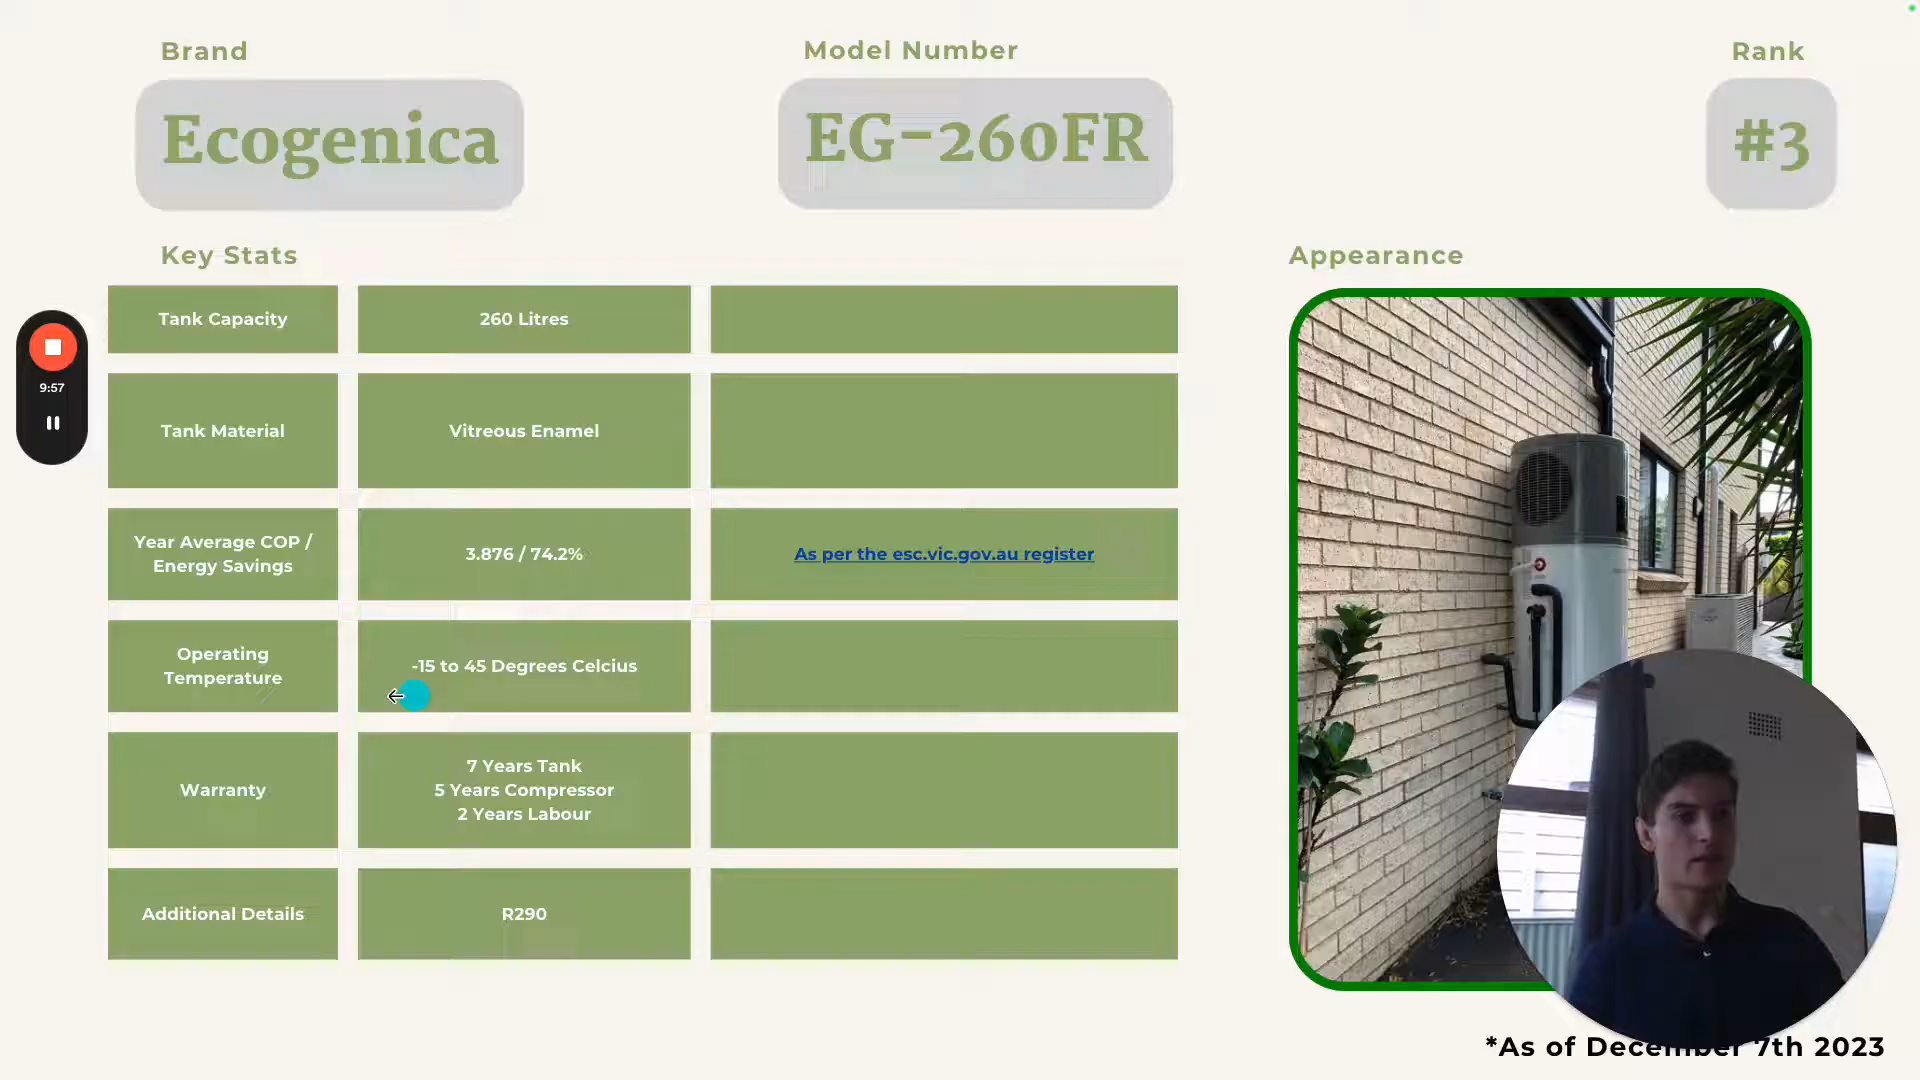 Brand
Model Number
Rank
Ecogenica
EG-260FR
#3
Key Stats
Appearance
Tank Capacity
260 Litres
Tank Material
Vitreous Enamel
Year Average COP /
Energy Savings
3.876 / 74.2%
As per the esc.vic.gov.au register
Operating
Temperature
-15 to 45 Degrees Celcius
Warranty
7 Years Tank
5 Years Compressor
2 Years Labour
Additional Details
R290
9:57
*As of December 7th 2023